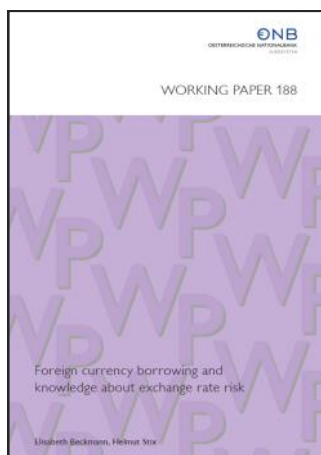 ONB
OESTERREICHISCHE NATIONALBANK
EUROSYSTEM
WORKING PAPER 188
Foreign currency borrowing and
knowledge about exchange rate risk
Elisabeth Beckmann, Helmut Stix